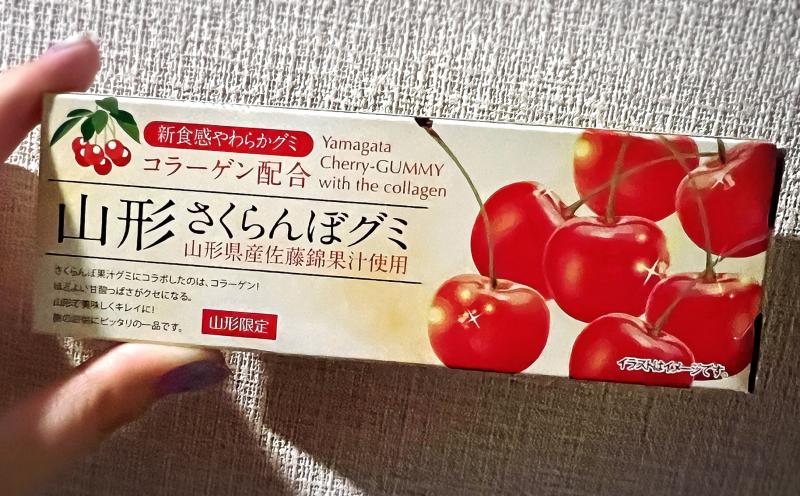 新食感やわらかグミ
コラーゲン配合
Yamagata
Cherry-GUMMY
with the collagen
山形さくらんぼグミ
山形県産佐藤錦果汁使用
さくらんぼ果汁グミにコラボしたのは、コラーゲン!
ほどよい甘酸っぱさがクセになる。
山形で美味しくキレイに!
にピッタリの一品です。
山形限定
イラストはイメージです。